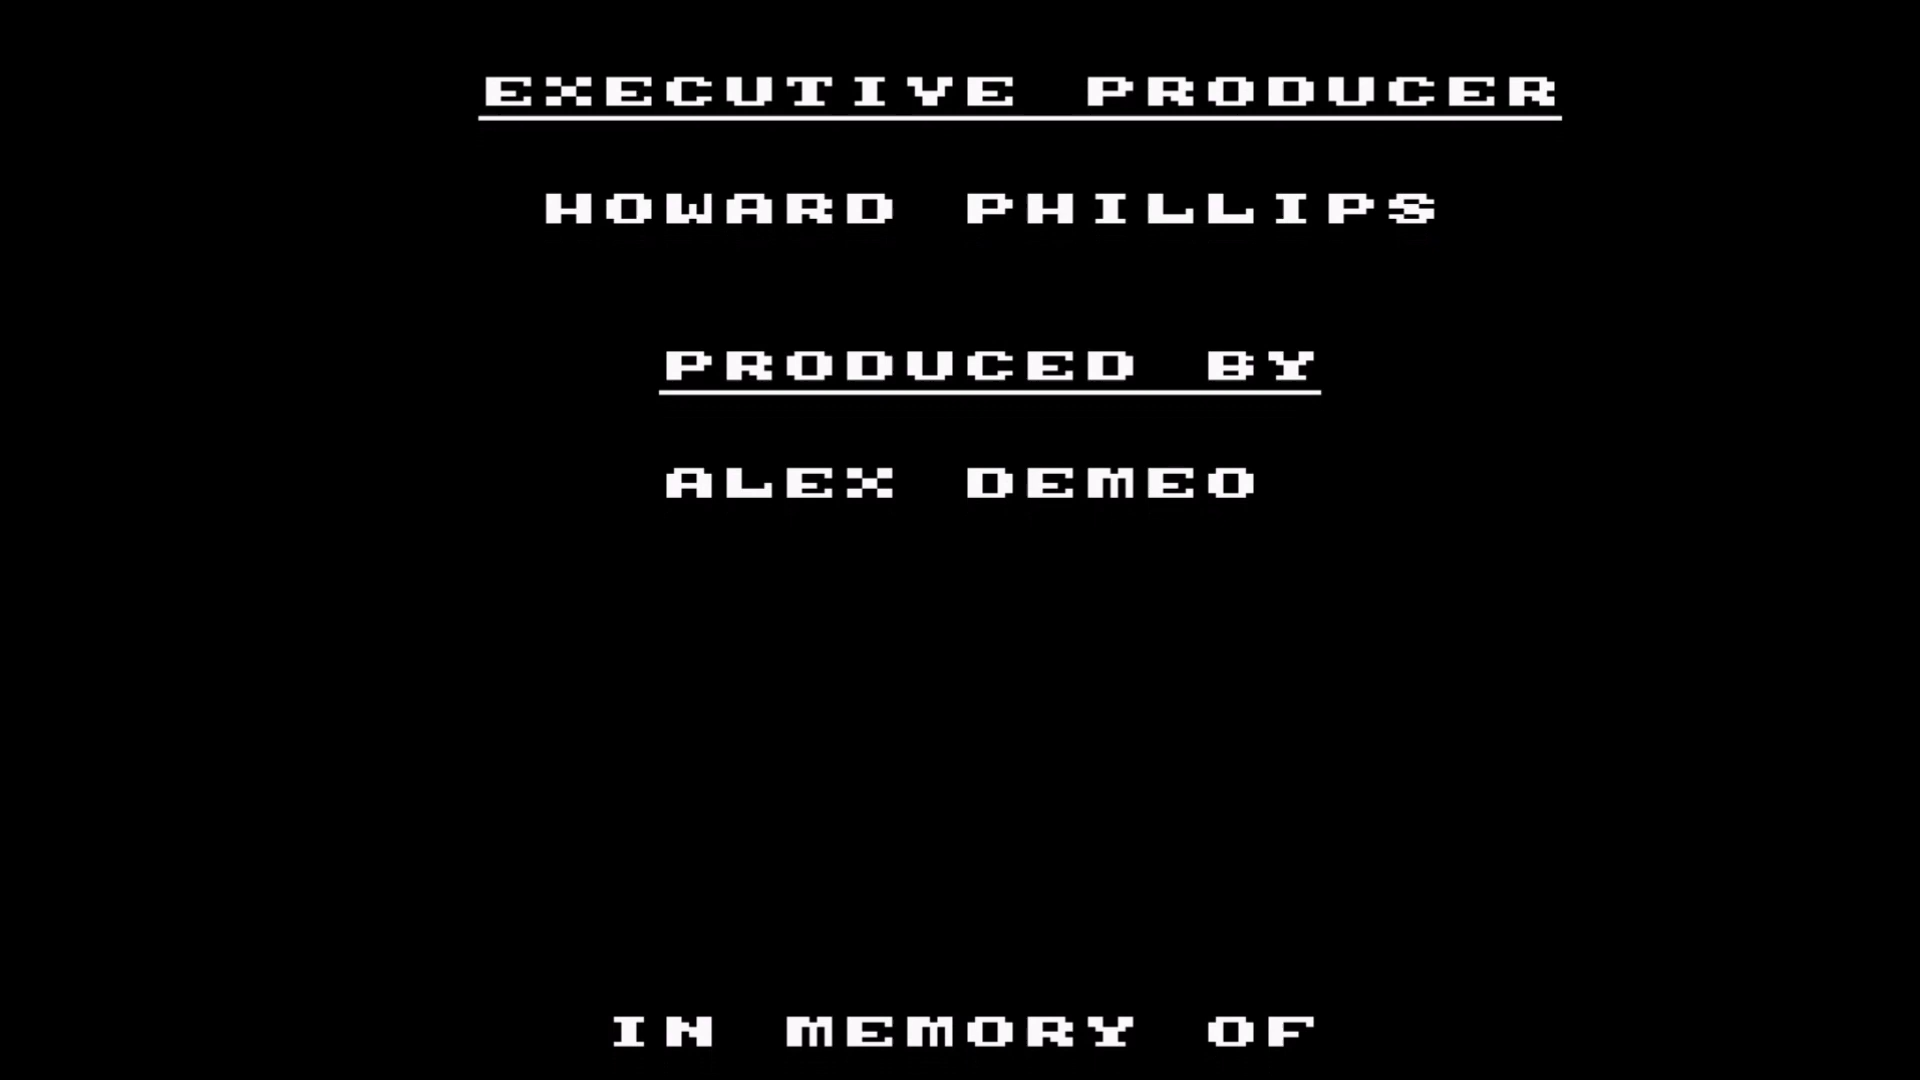 EXECUTIVE PRODUCER
HOWARD PHILLIPS
PRODUCED BY
ALEX DEMEO
IN MEMORY OF